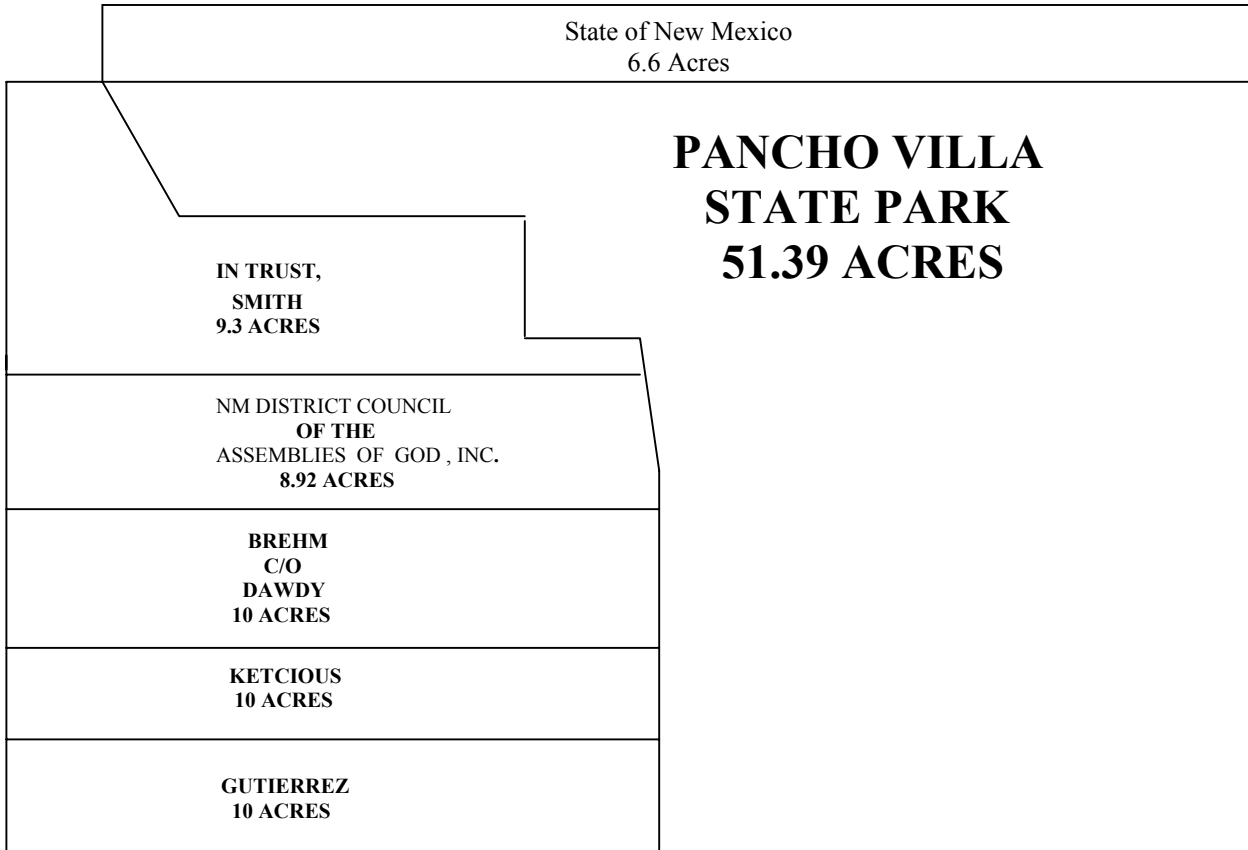 State of New Mexico
6.6 Acres
PANCHO VILLA
STATE PARK
51.39 ACRES
IN TRUST,
SMITH
9.3 ACRES
NM DISTRICT COUNCIL
OF THE
ASSEMBLIES OF GOD , INC.
8.92 ACRES
BREHM
C/O
DAWDY
10 ACRES
KETCIOUS
10 ACRES
GUTIERREZ
10 ACRES